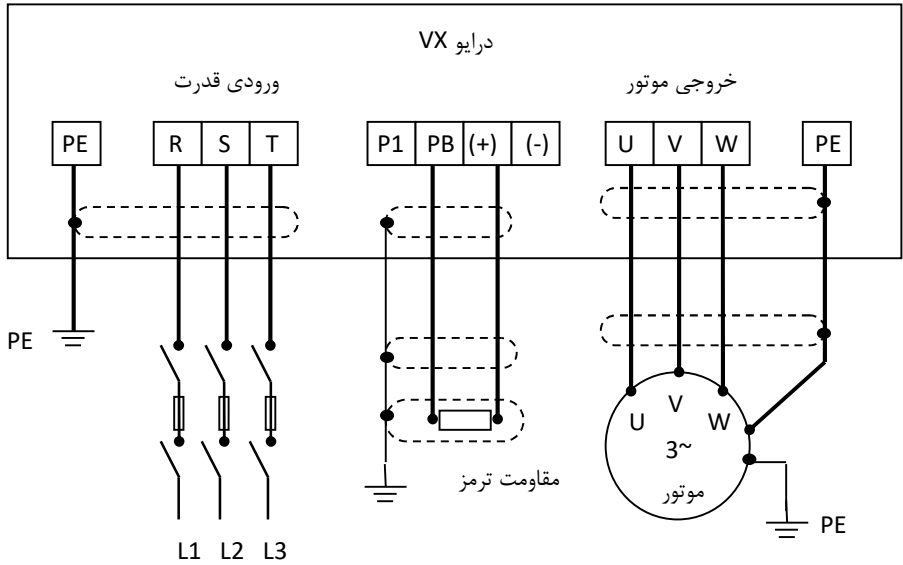 درایو VX
ورودی قدرت
خروجی موتور
PE R S T P1 PB (+) (-) U V W PE
PE
U V W
3~
موتور
مقاومت ترمز
PE
L1 L2 L3